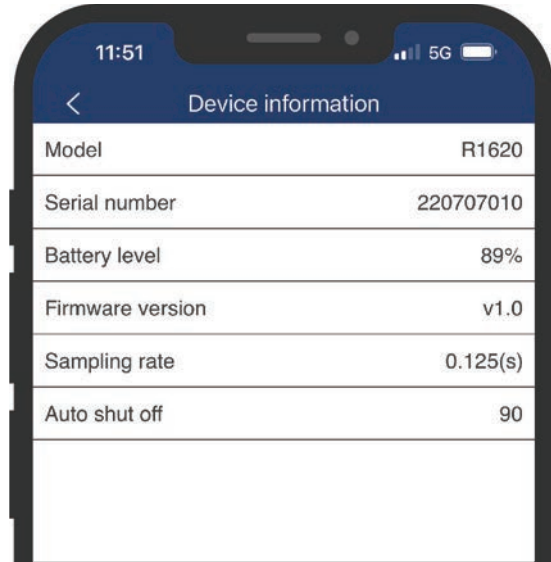 11:51 5G
Device information
Model R1620
Serial number 220707010
Battery level 89%
Firmware version v1.0
Sampling rate 0.125(s)
Auto shut off 90